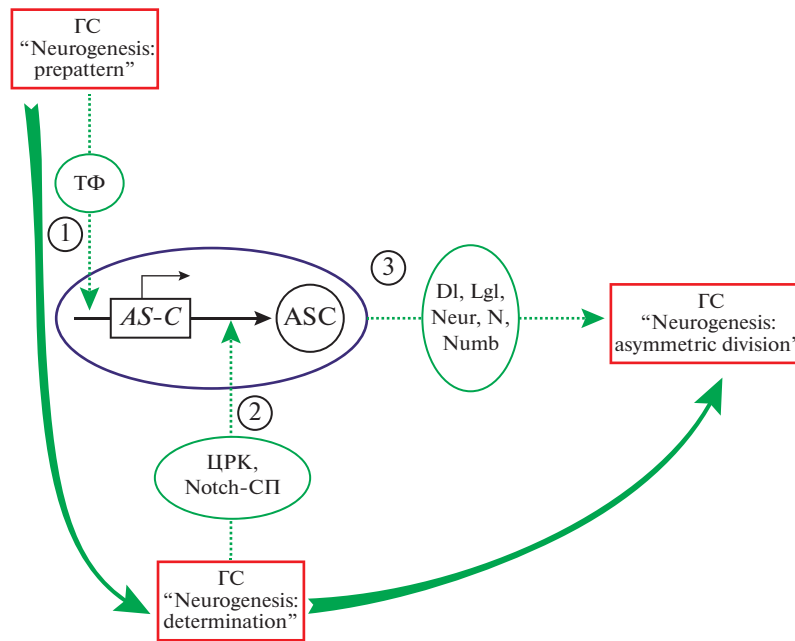 ГС
“Neurogenesis:
prepattern”
ТФ
1
AS-C
ASC
3
Dl, Lgl,
Neur, N,
Numb
ГС
“Neurogenesis:
asymmetric division”
2
ЦРК,
Notch-СП
ГС
“Neurogenesis:
determination”